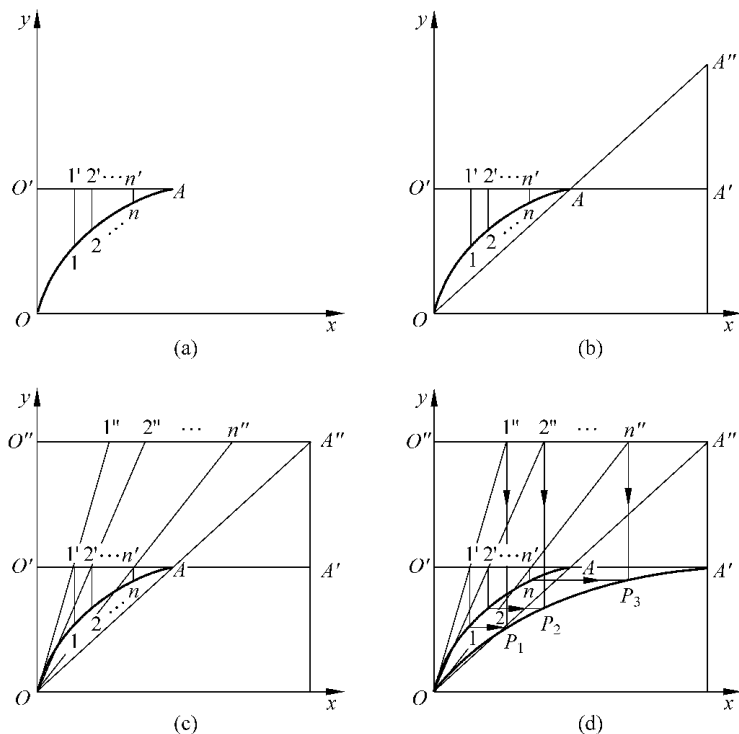 y
1' 2' ⋯ n'
O' A
1 2 ⋯ n
O x
(a)
y
A''
1' 2' ⋯ n'
O' A A'
1 2 ⋯ n
O x
(b)
y
1'' 2'' ⋯ n''
O'' A''
1' 2' ⋯ n'
O' A A'
1 2 ⋯ n
O x
(c)
y
1'' 2'' ⋯ n''
O'' A''
1' 2' ⋯ n'
O' A A'
1 2 n
P1 P2 P3
O x
(d)